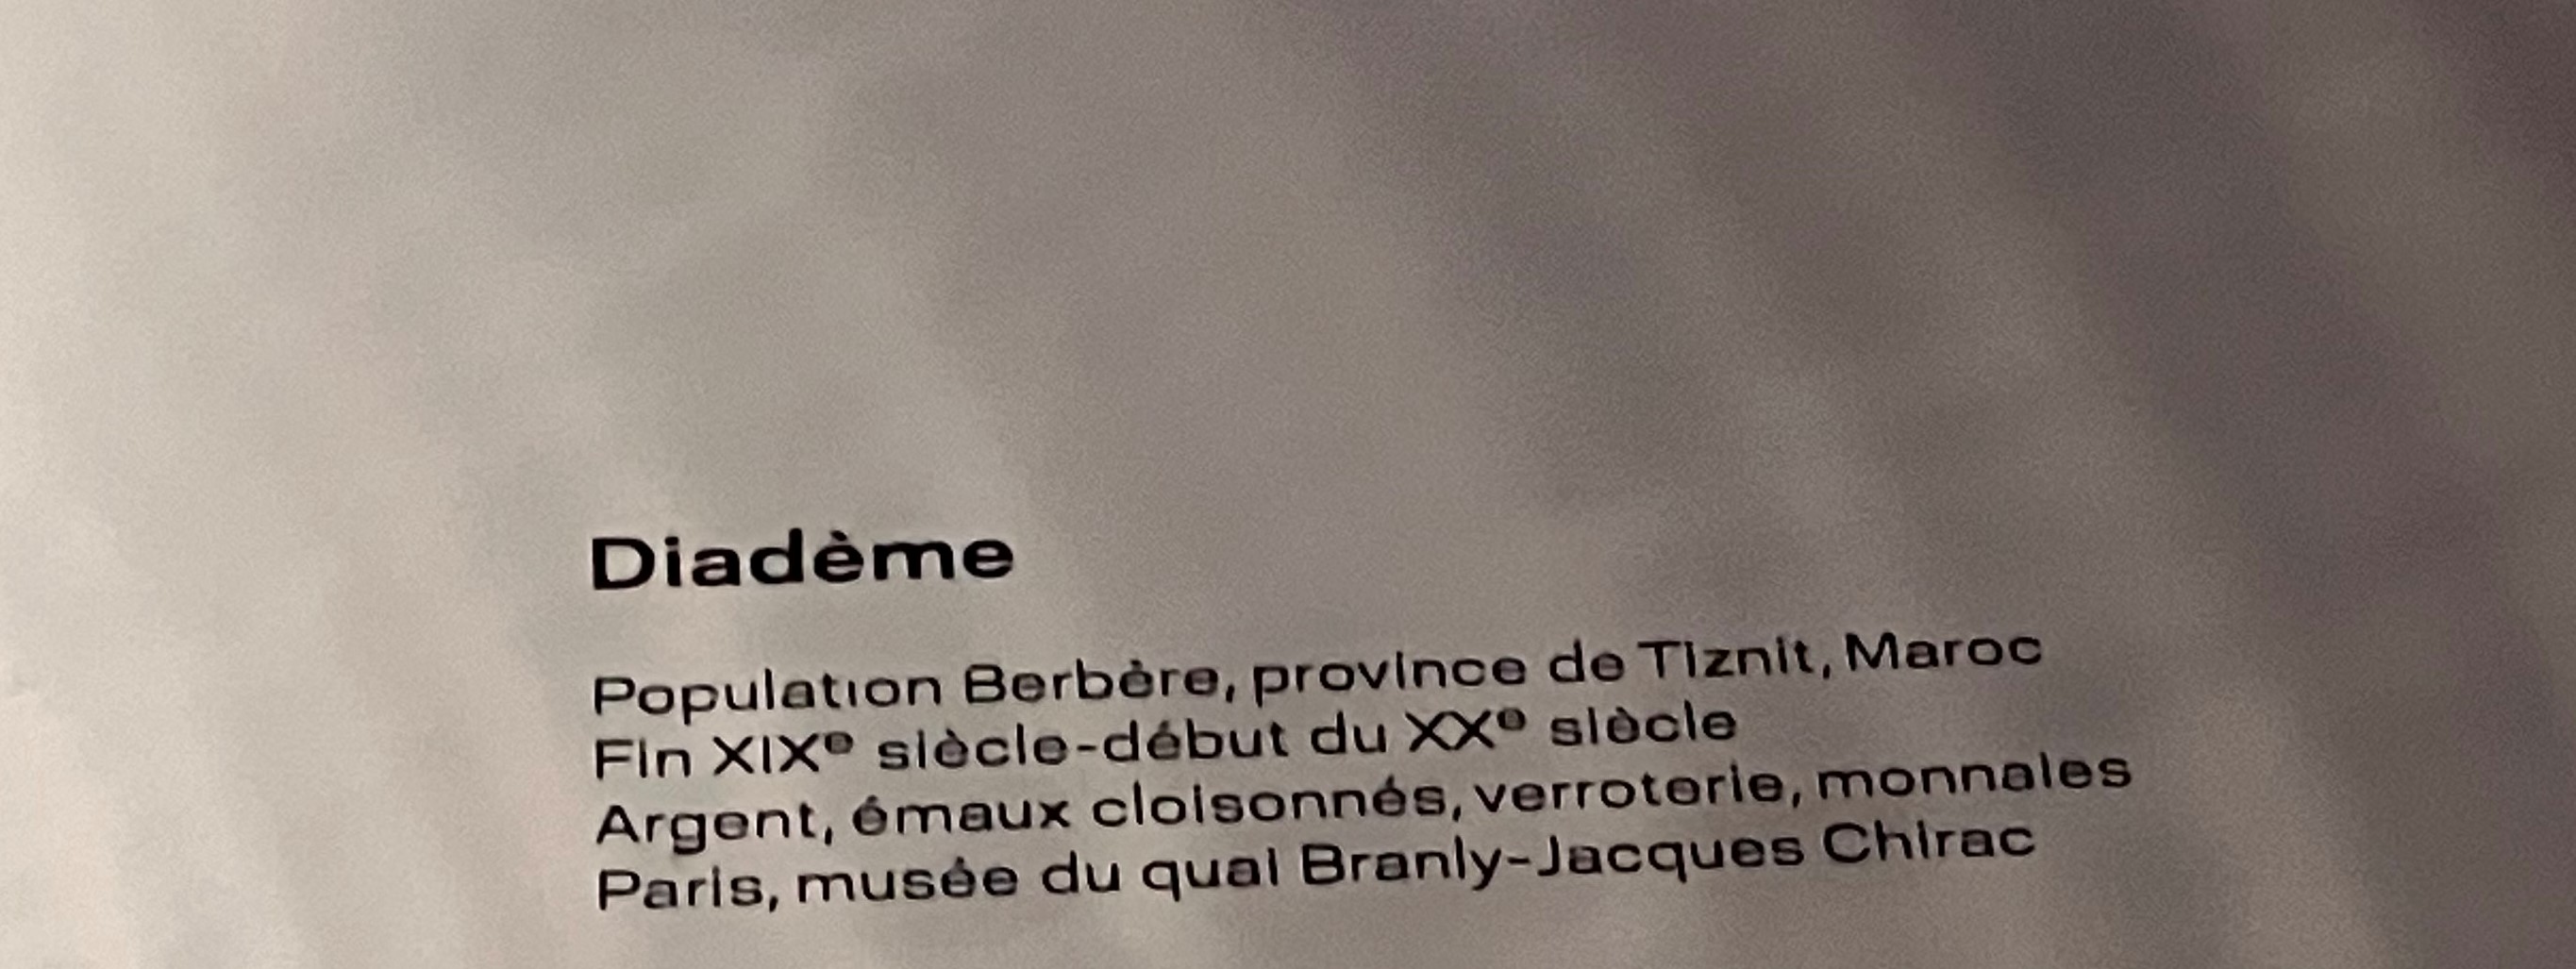 Diadème
Population Berbère, province de Tiznit, Maroc
Fin XIXe siècle-début du XXe siècle
Argent, émaux cloisonnés, verroterie, monnaies
Paris, musée du quai Branly-Jacques Chirac